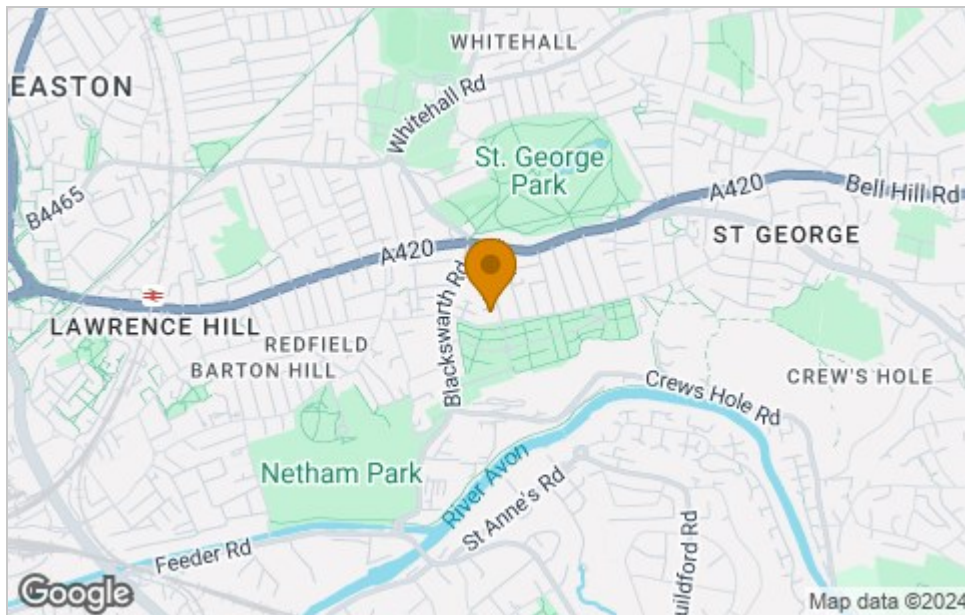 WHITEHALL
EASTON
Whitehall Rd
St. George
Park
B4465
A420
Bell Hill Rd
A420
ST GEORGE
Blackswarth Rd
LAWRENCE HILL
REDFIELD
BARTON HILL
CREW'S HOLE
Crews Hole Rd
Netham Park
River Avon
St Anne's Rd
Feeder Rd
uildford Rd
Google
Map data ©2024